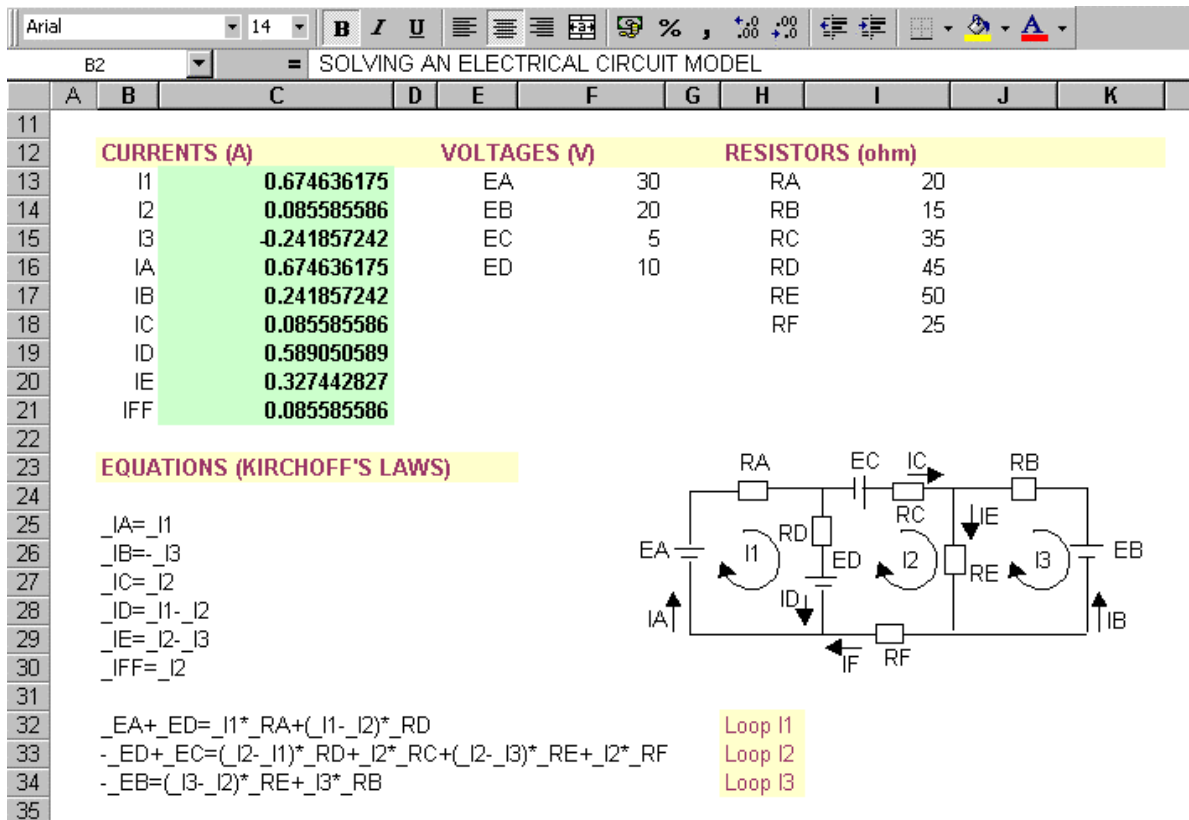 Arial 14 B I U % ,
B2 = SOLVING AN ELECTRICAL CIRCUIT MODEL
A B C D E F G H I J K
11
12 CURRENTS (A) VOLTAGES (V) RESISTORS (ohm)
13 I1 0.674636175 EA 30 RA 20
14 I2 0.085585586 EB 20 RB 15
15 I3 -0.241857242 EC 5 RC 35
16 IA 0.674636175 ED 10 RD 45
17 IB 0.241857242 RE 50
18 IC 0.085585586 RF 25
19 ID 0.589050589
20 IE 0.327442827
21 IFF 0.085585586
22
23 EQUATIONS (KIRCHOFF'S LAWS)
24
25 _IA=_I1
26 _IB=-_I3
27 _IC=_I2
28 _ID=_I1-_I2
29 _IE=_I2-_I3
30 _IFF=_I2
31
32 _EA+_ED=_I1*_RA+(_I1-_I2)*_RD Loop I1
33 -_ED+_EC=(_I2-_I1)*_RD+_I2*_RC+(_I2-_I3)*_RE+_I2*_RF Loop I2
34 -_EB=(_I3-_I2)*_RE+_I3*_RB Loop I3
35
RA EC IC RB
RD RC IE
EA I1 ED I2 RE I3 EB
IA ID IB
IF RF